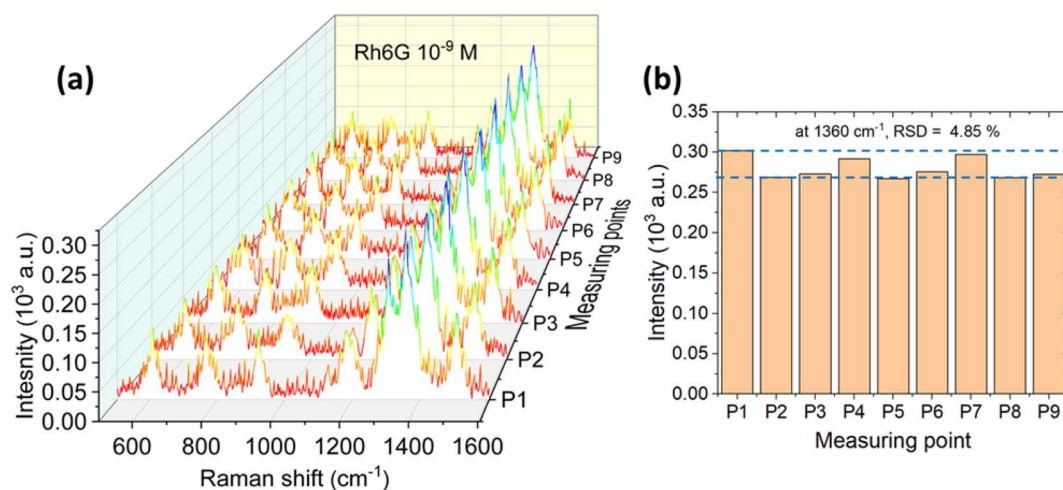 (a)
Rh6G 10⁻⁹ M
Intesnity (10³ a.u.)
0.30
0.25
0.20
0.15
0.10
0.05
0.00
600 800 1000 1200 1400 1600
Raman shift (cm⁻¹)
P1
P2
P3
P4
P5
P6
P7
P8
P9
Measuring points
(b)
at 1360 cm⁻¹, RSD = 4.85 %
Intensity (10³ a.u.)
0.35
0.30
0.25
0.20
0.15
0.10
0.05
0.00
P1 P2 P3 P4 P5 P6 P7 P8 P9
Measuring point